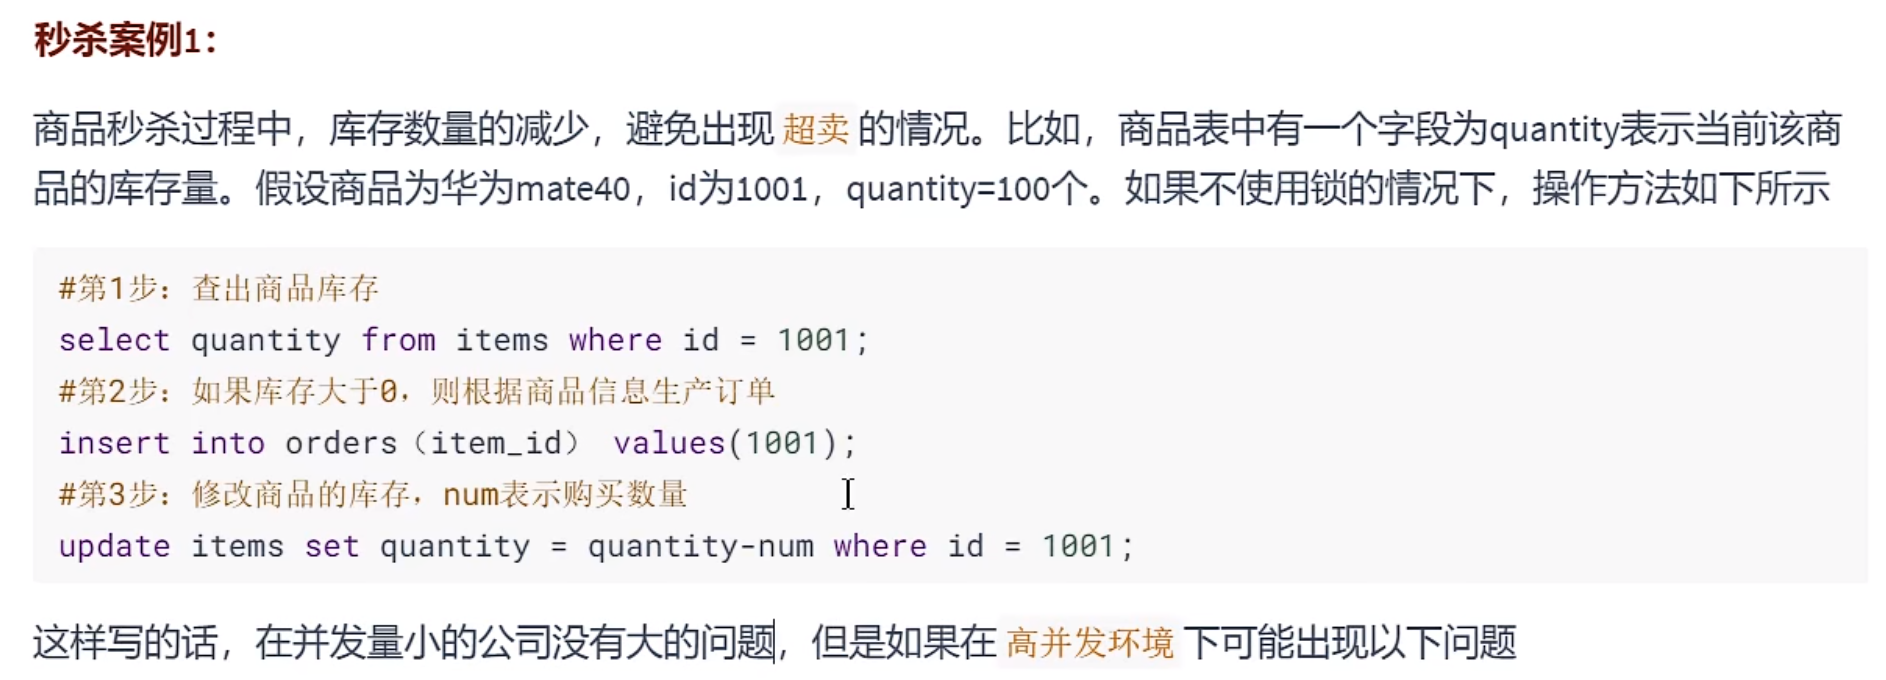 秒杀案例1：
商品秒杀过程中，库存数量的减少，避免出现 超卖 的情况。比如，商品表中有一个字段为quantity表示当前该商
品的库存量。假设商品为华为mate40，id为1001，quantity=100个。如果不使用锁的情况下，操作方法如下所示
#第1步：查出商品库存
select quantity from items where id = 1001;
#第2步：如果库存大于0，则根据商品信息生产订单
insert into orders（item_id） values(1001);
#第3步：修改商品的库存，num表示购买数量
update items set quantity = quantity-num where id = 1001;
这样写的话，在并发量小的公司没有大的问题，但是如果在 高并发环境 下可能出现以下问题